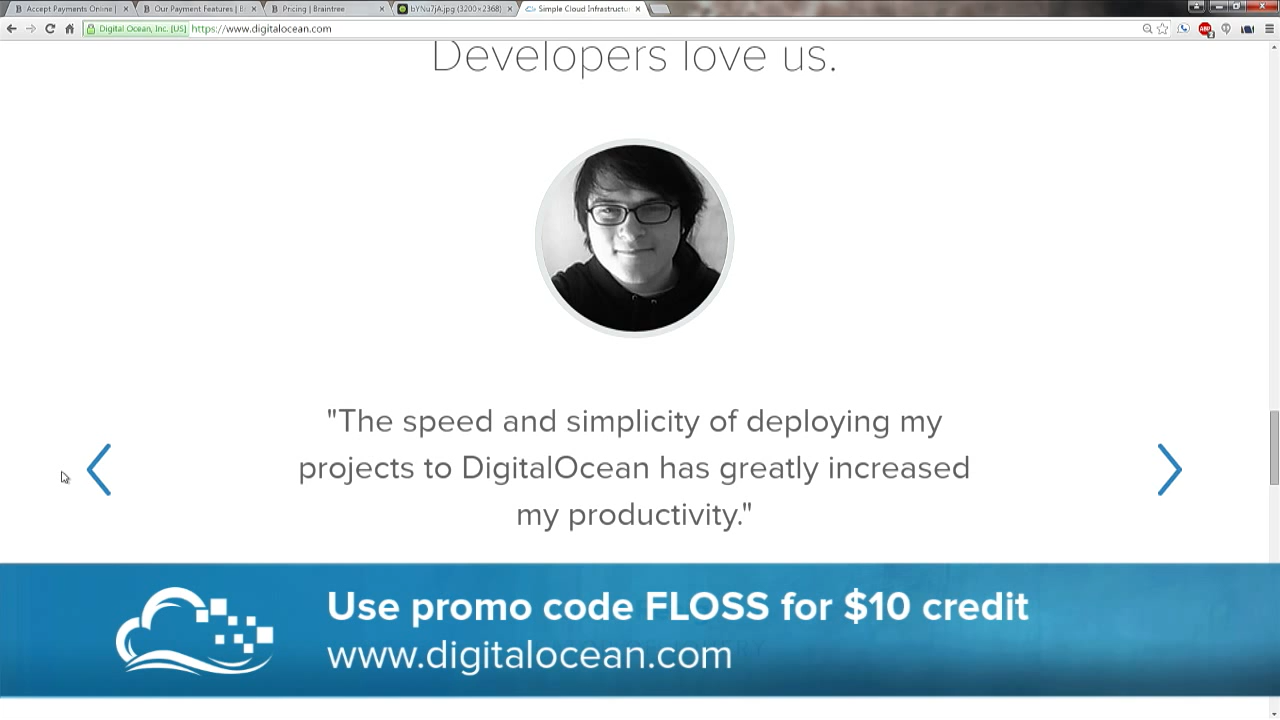 Accept Payments Online |
Our Payment Features | B
Pricing | Braintree
bYNu7jA.jpg (3200×2368)
Simple Cloud Infrastructu
Digital Ocean, Inc. [US]
https://www.digitalocean.com
Developers love us.
"The speed and simplicity of deploying my
projects to DigitalOcean has greatly increased
my productivity."
Use promo code FLOSS for $10 credit
www.digitalocean.com